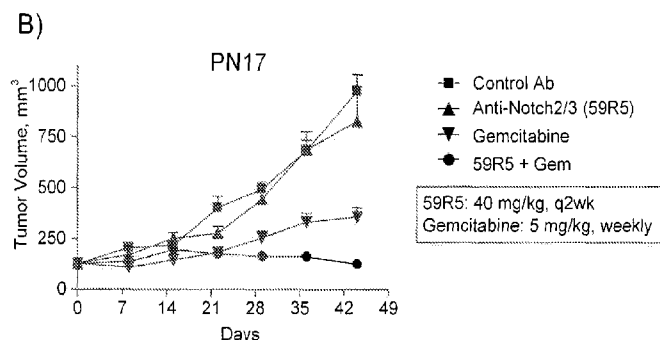 B)
PN17
Tumor Volume, mm³
1000
750
500
250
0
0 7 14 21 28 35 42 49
Days
Control Ab
Anti-Notch2/3 (59R5)
Gemcitabine
59R5 + Gem
59R5: 40 mg/kg, q2wk
Gemcitabine: 5 mg/kg, weekly